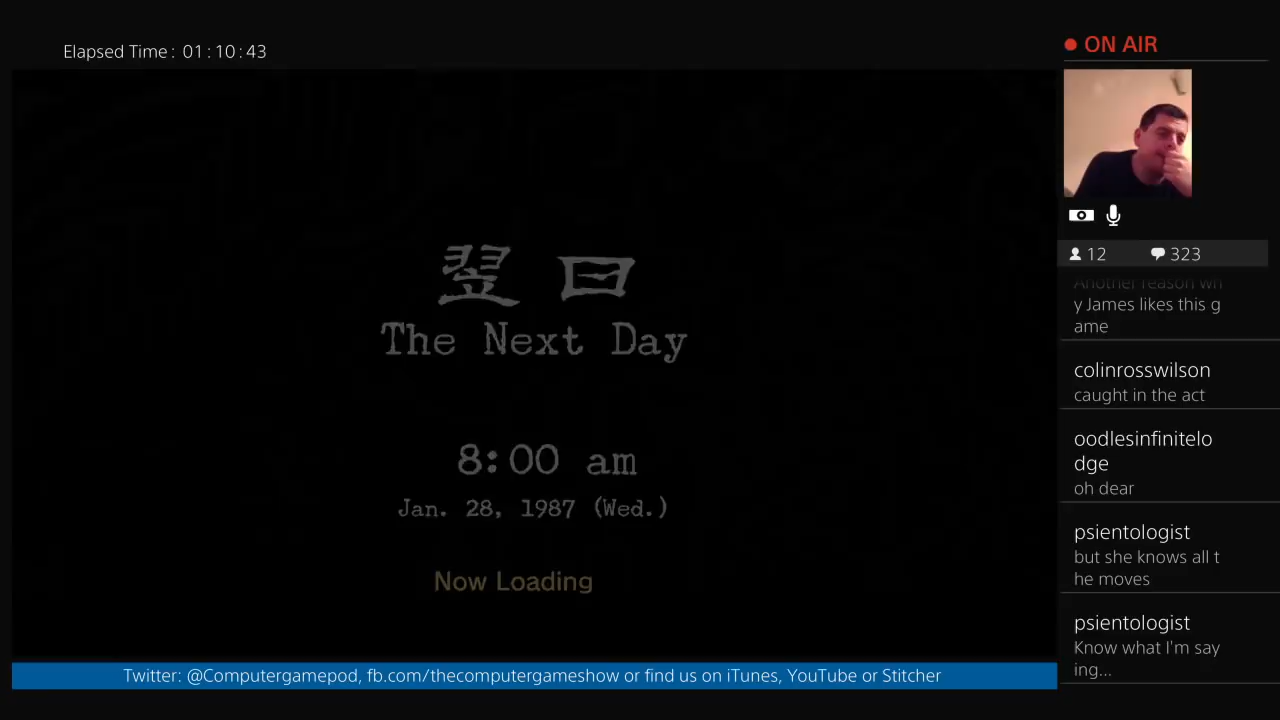 Elapsed Time : 01:10:43
ON AIR
翌日
The Next Day
8:00 am
Jan. 28, 1987 (Wed.)
Now Loading
12 323
Another reason wh
y James likes this g
ame
colinrosswilson
caught in the act
oodlesinfinitelo
dge
oh dear
psientologist
but she knows all t
he moves
psientologist
Know what I'm say
ing...
Twitter: @Computergamepod, fb.com/thecomputergameshow or find us on iTunes, YouTube or Stitcher